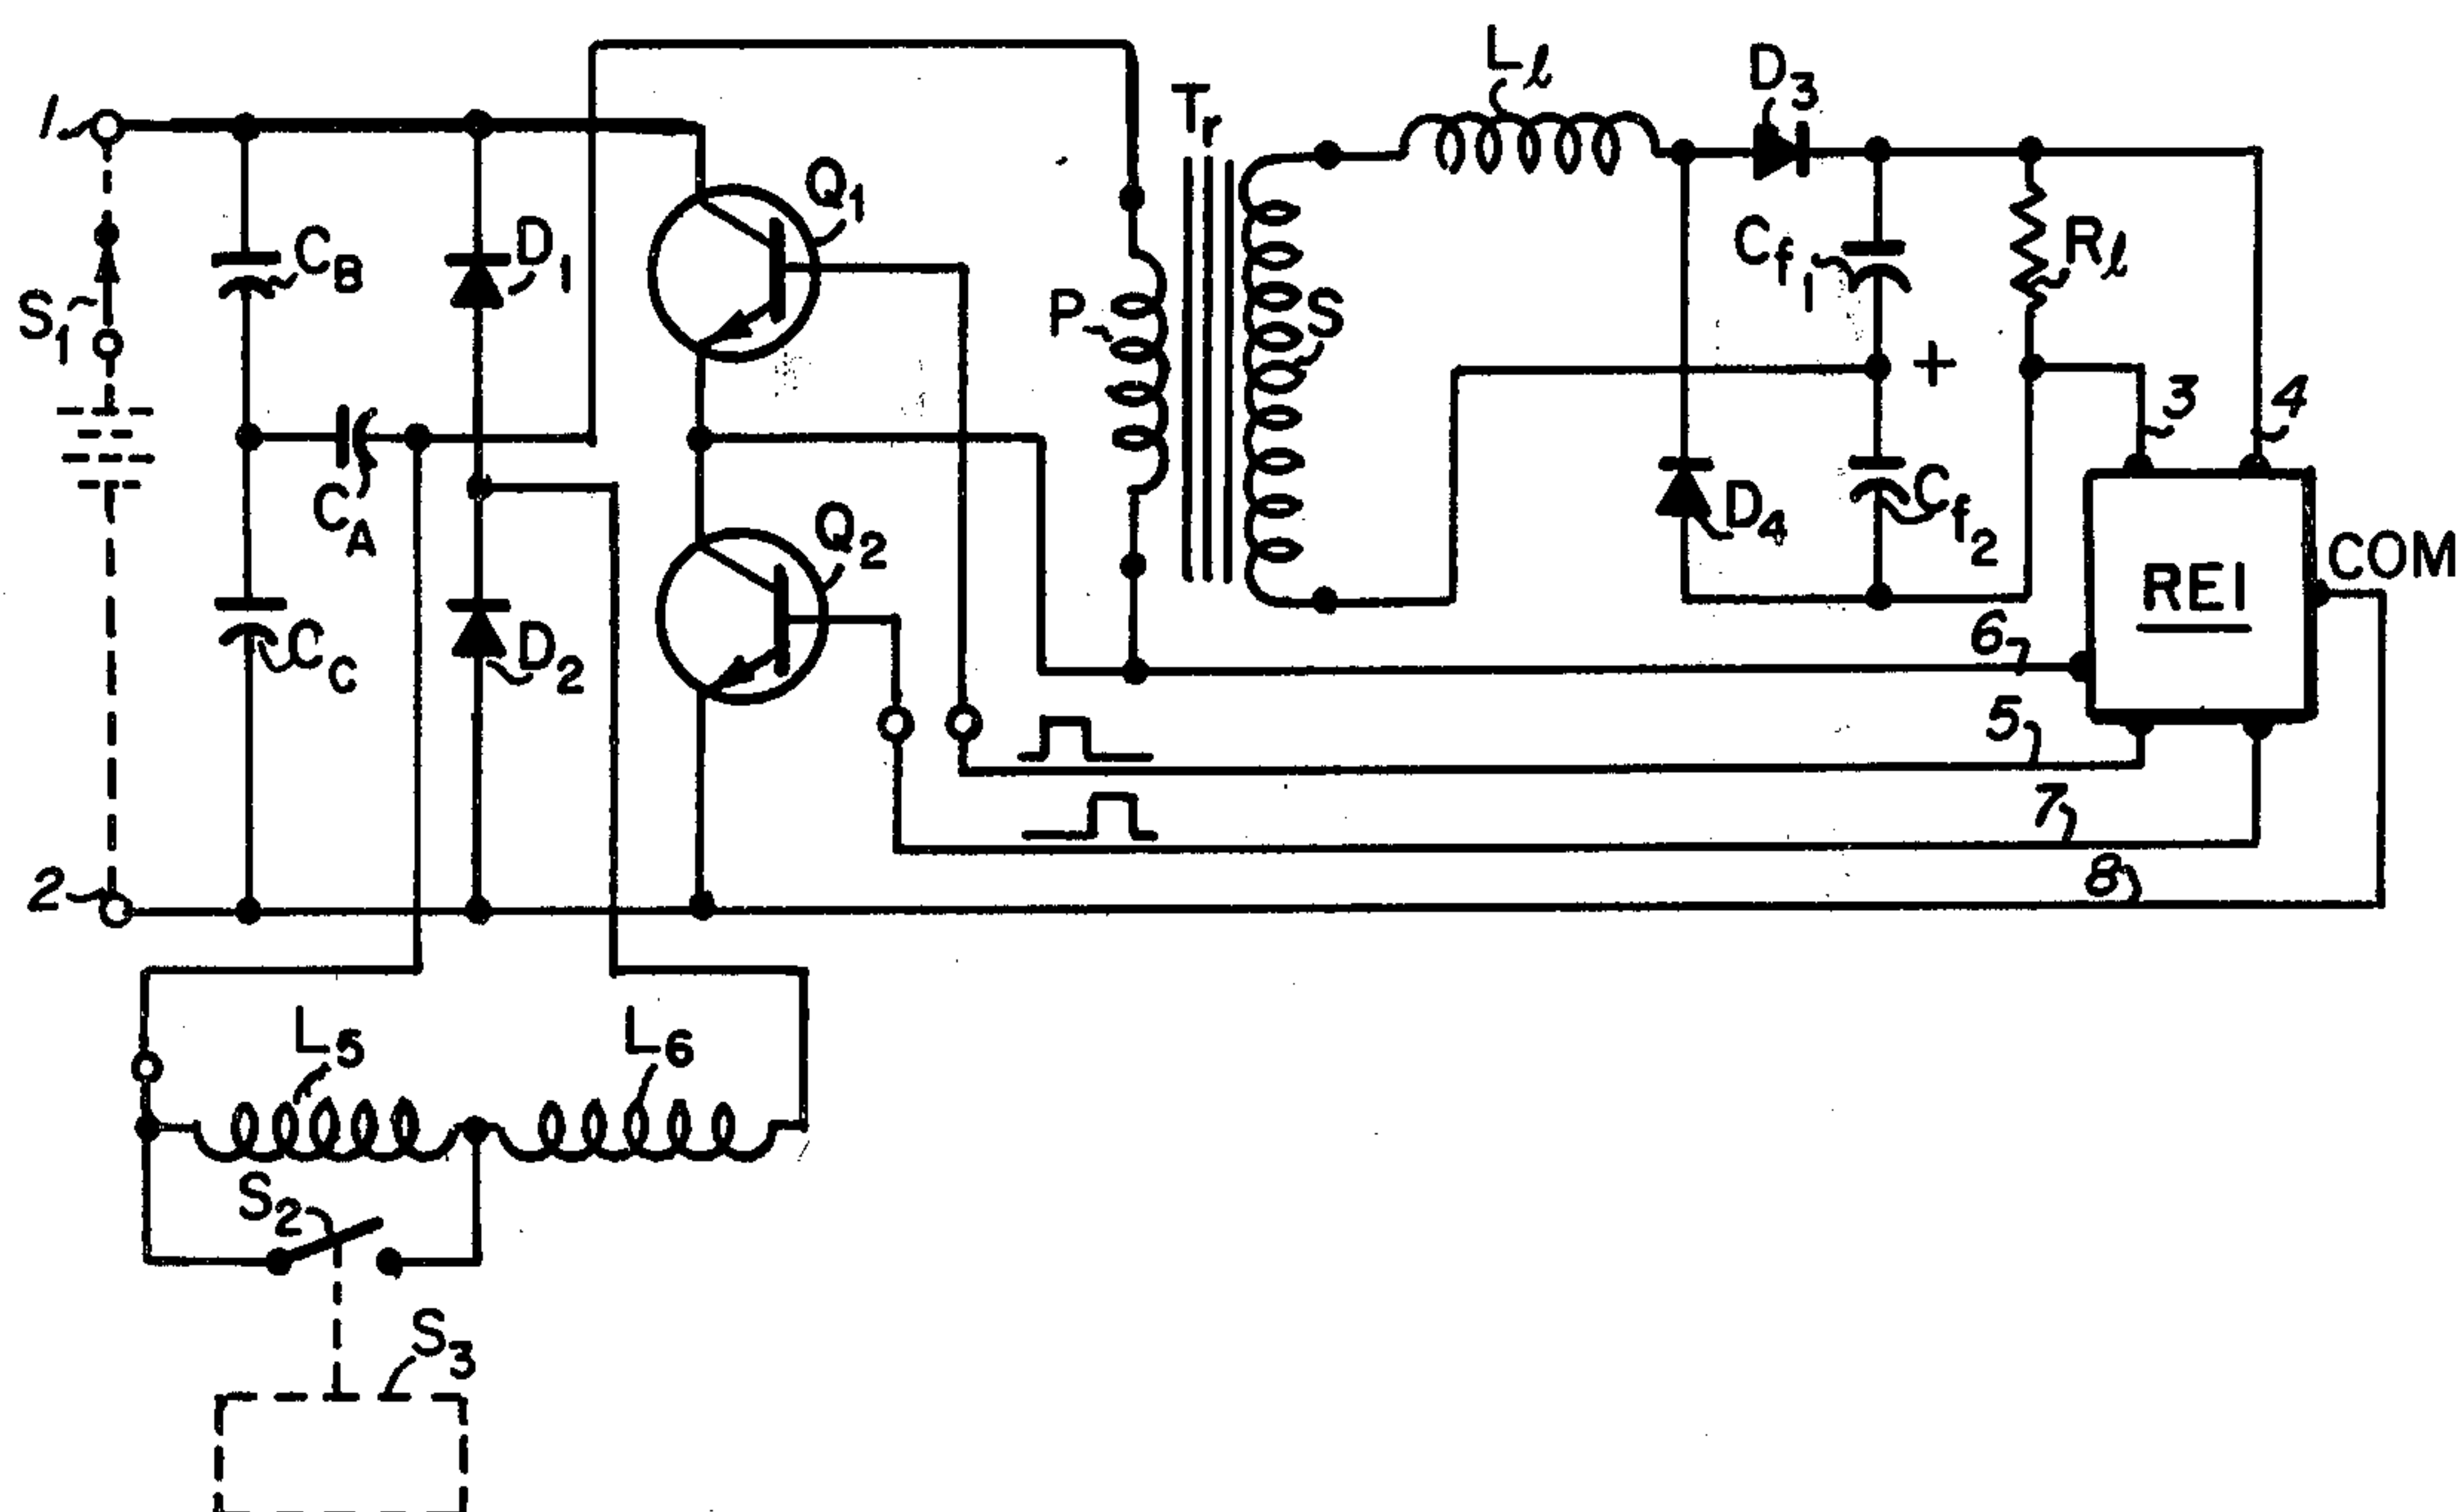 1
S1
CB
D1
CA
CC
D2
2
Q1
Q2
P
Tr
S
Lℓ
D3
Cf1
Rℓ
+
D4
Cf2
3
4
REI
COM
6
5
7
8
L5
L6
S2
S3